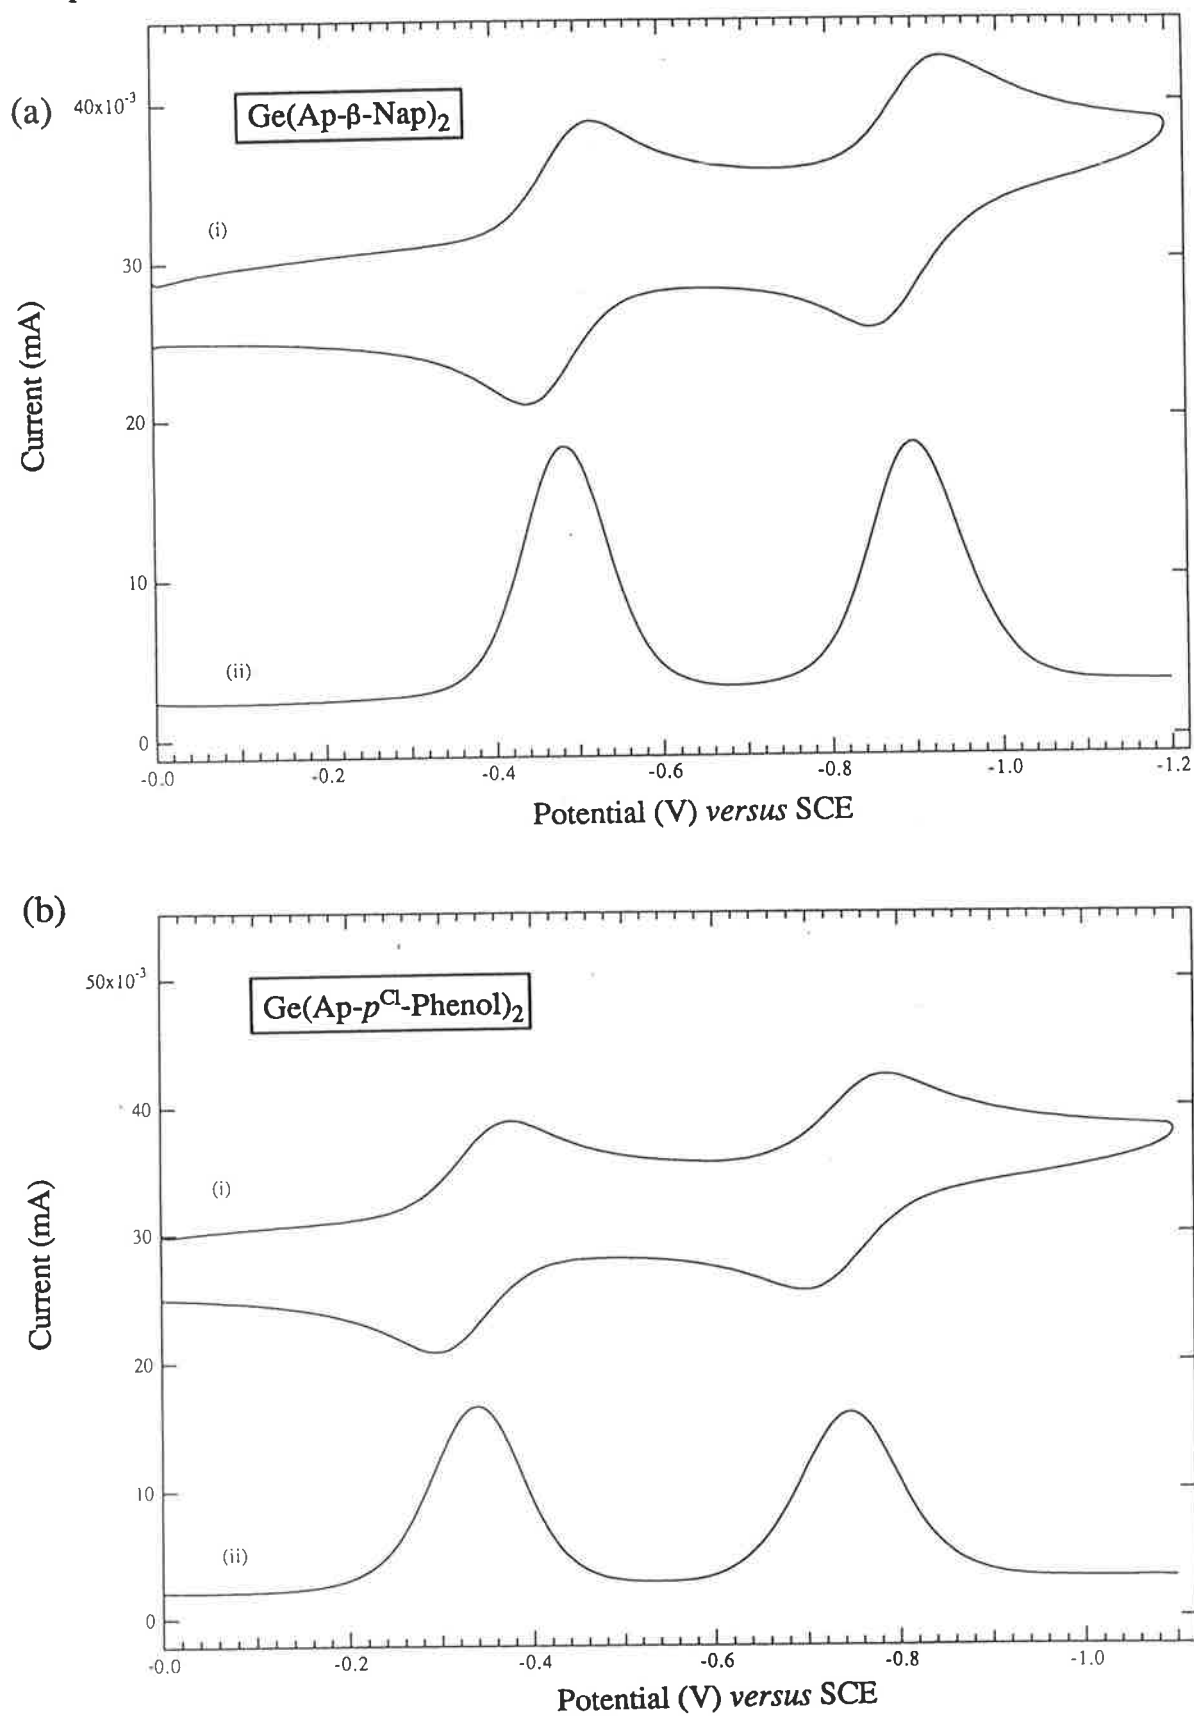 (a)
40x10-3
Ge(Ap-β-Nap)2
(i)
30
Current (mA)
20
10
(ii)
0
-0.0 -0.2 -0.4 -0.6 -0.8 -1.0 -1.2
Potential (V) versus SCE
(b)
50x10-3
Ge(Ap-pCl-Phenol)2
40
(i)
30
Current (mA)
20
10
(ii)
0
-0.0 -0.2 -0.4 -0.6 -0.8 -1.0
Potential (V) versus SCE